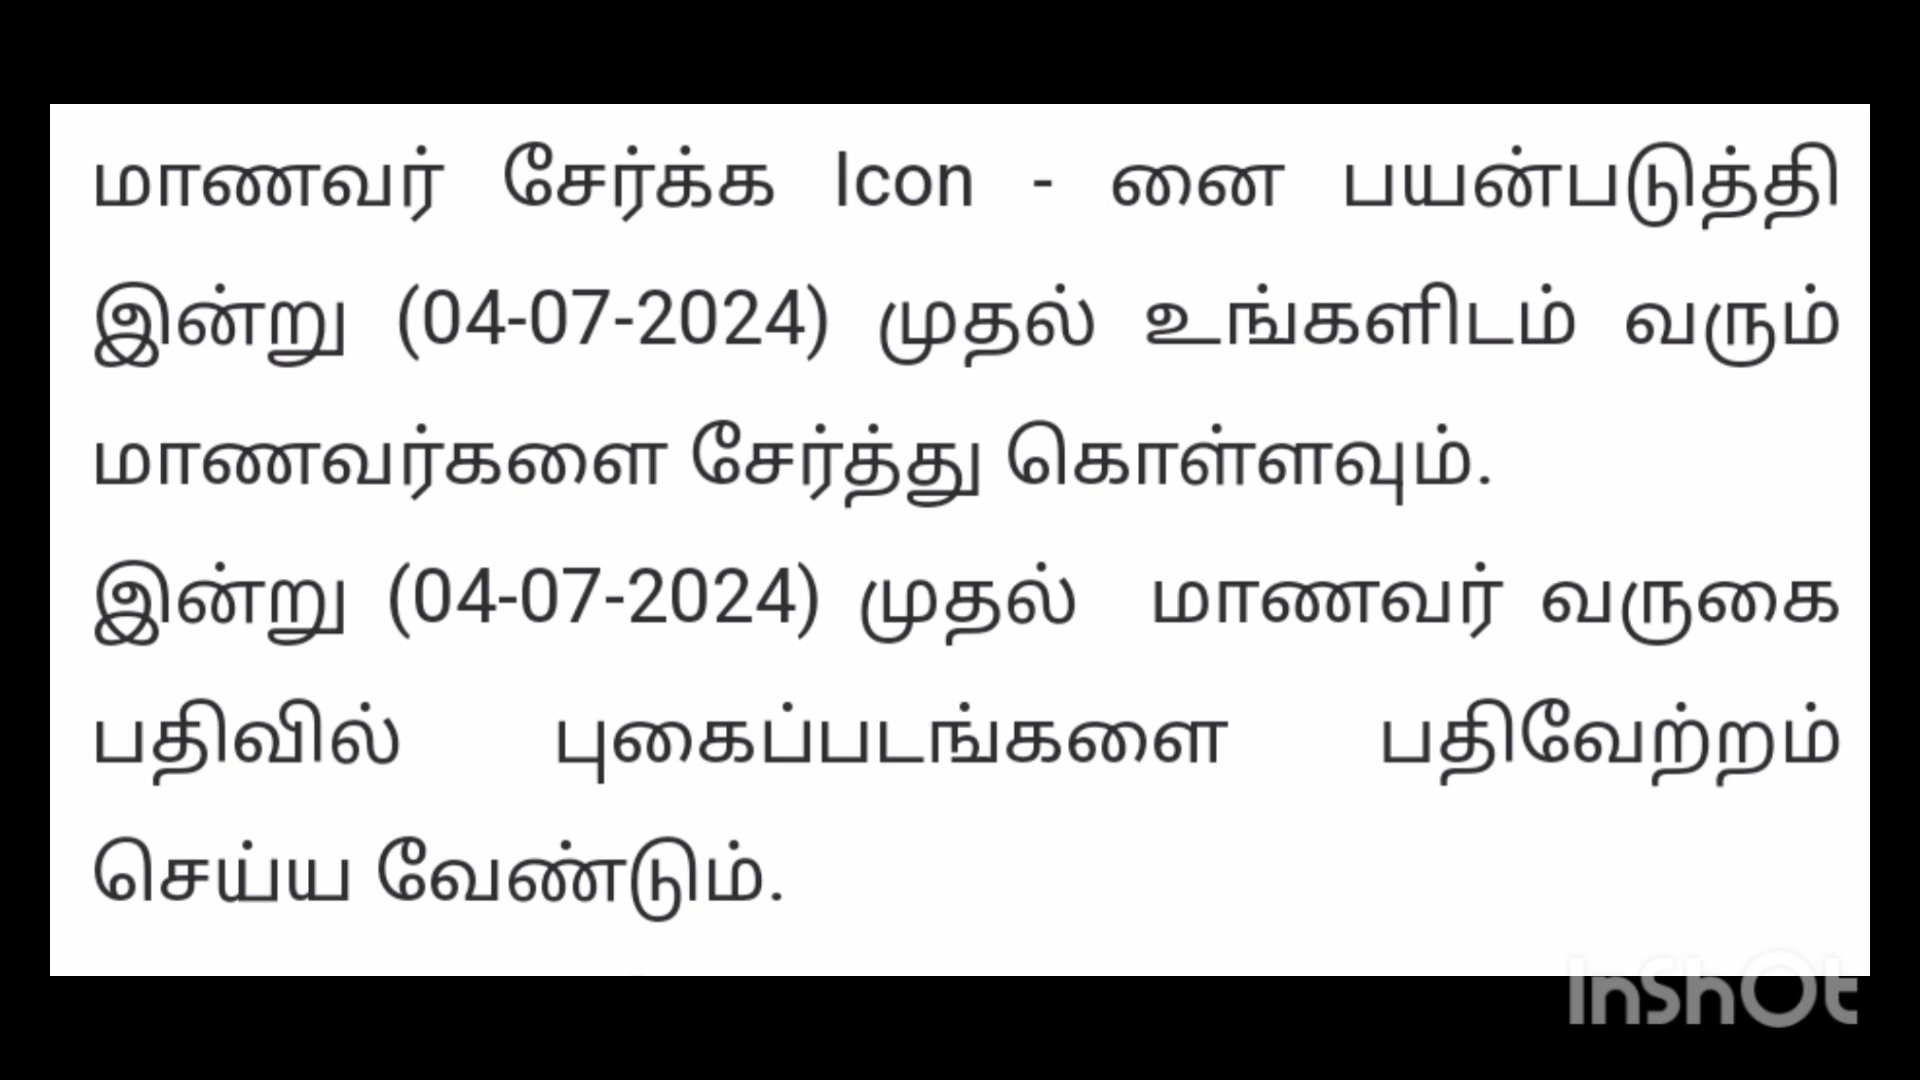 மாணவர் சேர்க்க Icon - னை பயன்படுத்தி
இன்று (04-07-2024) முதல் உங்களிடம் வரும்
மாணவர்களை சேர்த்து கொள்ளவும்.
இன்று (04-07-2024) முதல் மாணவர் வருகை
பதிவில் புகைப்படங்களை பதிவேற்றம்
செய்ய வேண்டும்.
InShOt